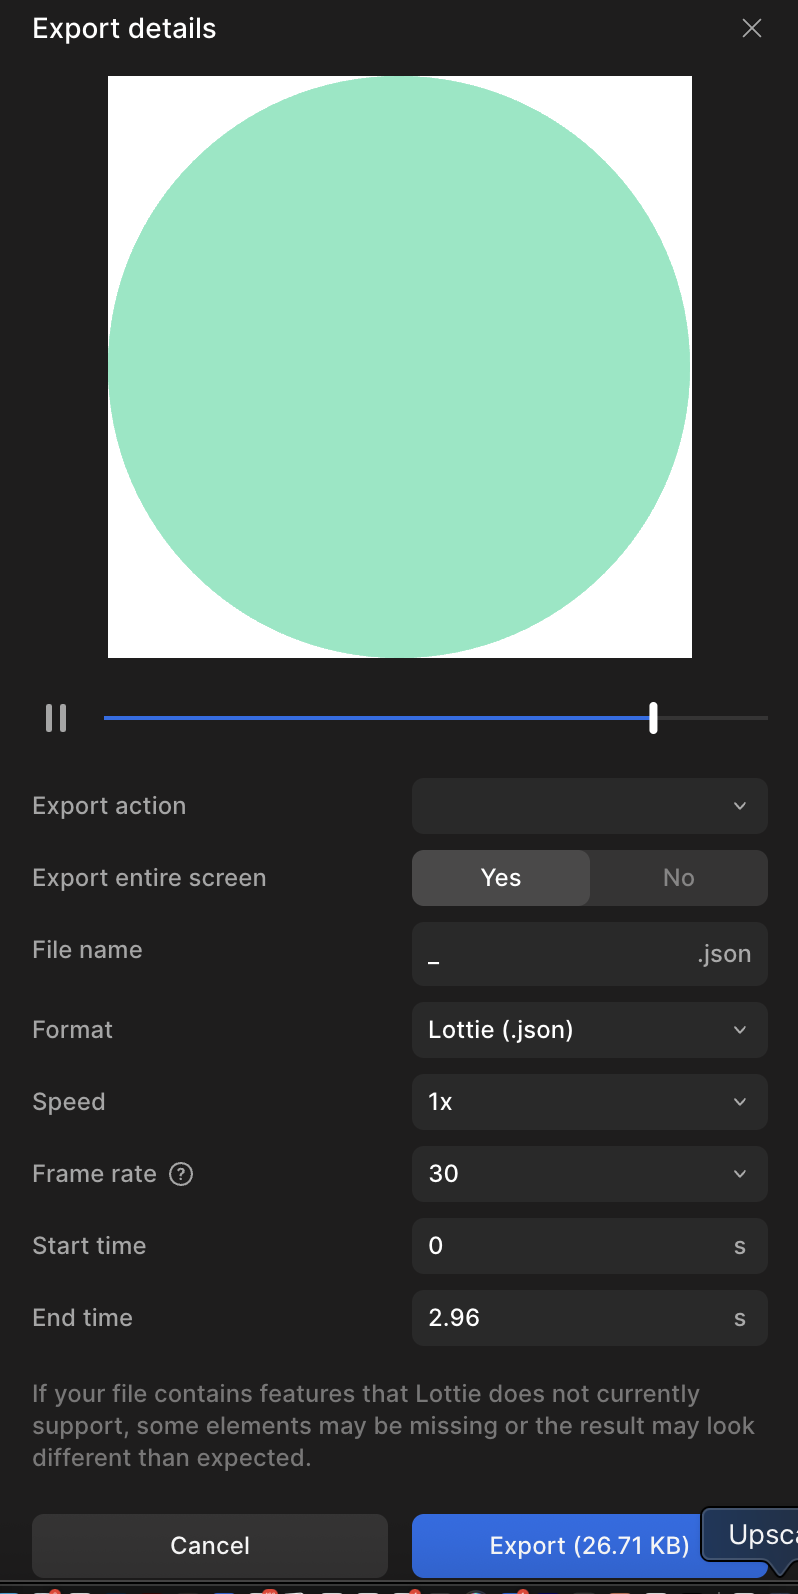 Export details
Export action
Export entire screen
Yes
No
File name
_
.json
Format
Lottie (.json)
Speed
1x
Frame rate ?
30
Start time
0
s
End time
2.96
s
If your file contains features that Lottie does not currently
support, some elements may be missing or the result may look
different than expected.
Cancel
Export (26.71 KB)